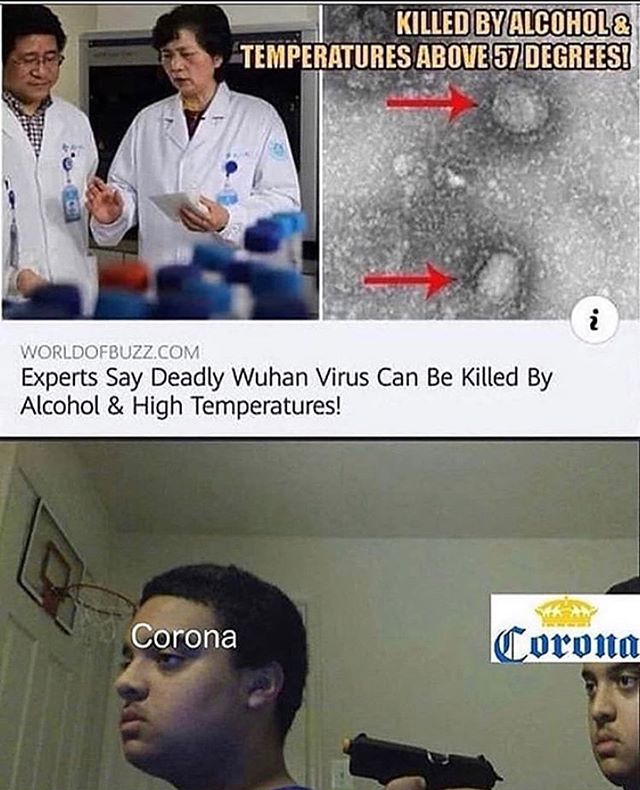 KILLED BY ALCOHOL &
TEMPERATURES ABOVE 57 DEGREES!
i
WORLDOFBUZZ.COM
Experts Say Deadly Wuhan Virus Can Be Killed By
Alcohol & High Temperatures!
Corona
Corona